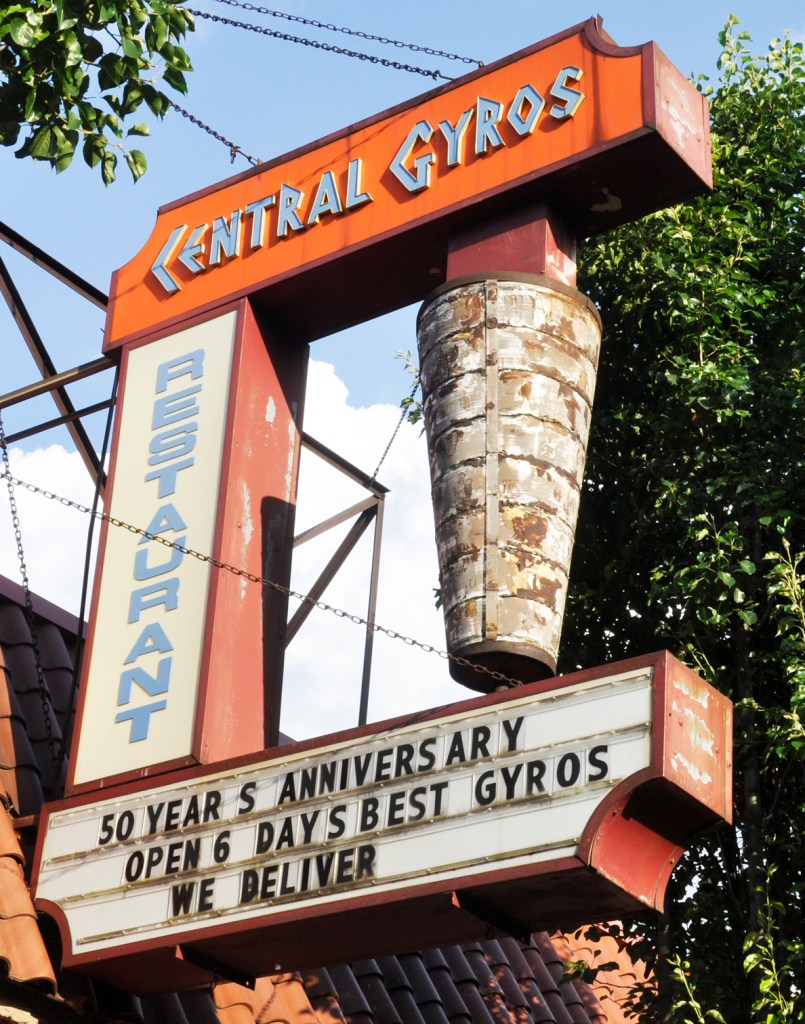 CENTRAL GYROS
RESTAURANT
50 YEAR S ANNIVERSARY
OPEN 6 DAYS BEST GYROS
WE DELIVER